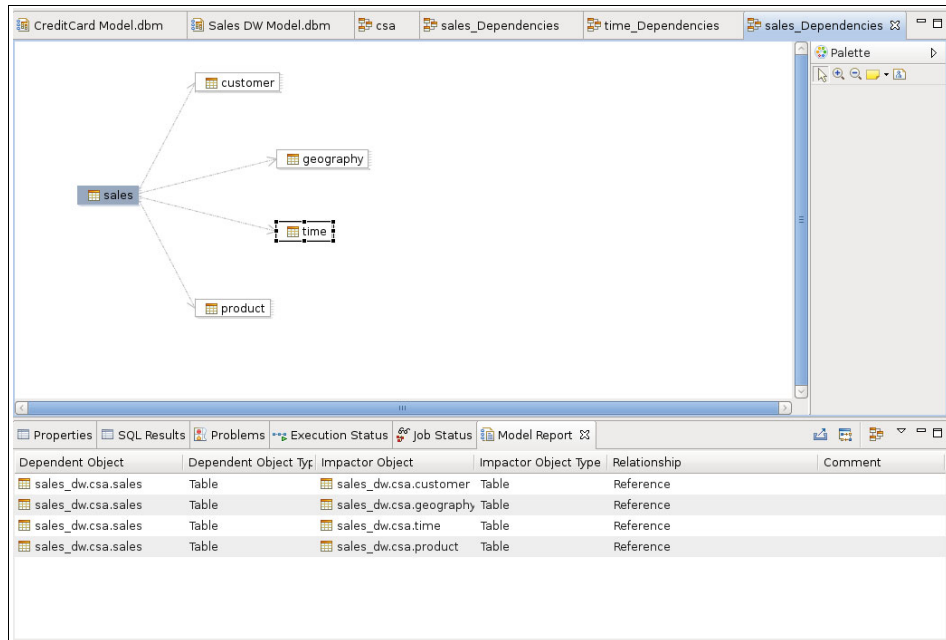 CreditCard Model.dbm Sales DW Model.dbm csa sales_Dependencies time_Dependencies sales_Dependencies
Palette
customer
geography
sales
time
product
Properties SQL Results Problems Execution Status Job Status Model Report
Dependent Object Dependent Object Typ Impactor Object Impactor Object Type Relationship Comment
sales_dw.csa.sales Table sales_dw.csa.customer Table Reference
sales_dw.csa.sales Table sales_dw.csa.geography Table Reference
sales_dw.csa.sales Table sales_dw.csa.time Table Reference
sales_dw.csa.sales Table sales_dw.csa.product Table Reference